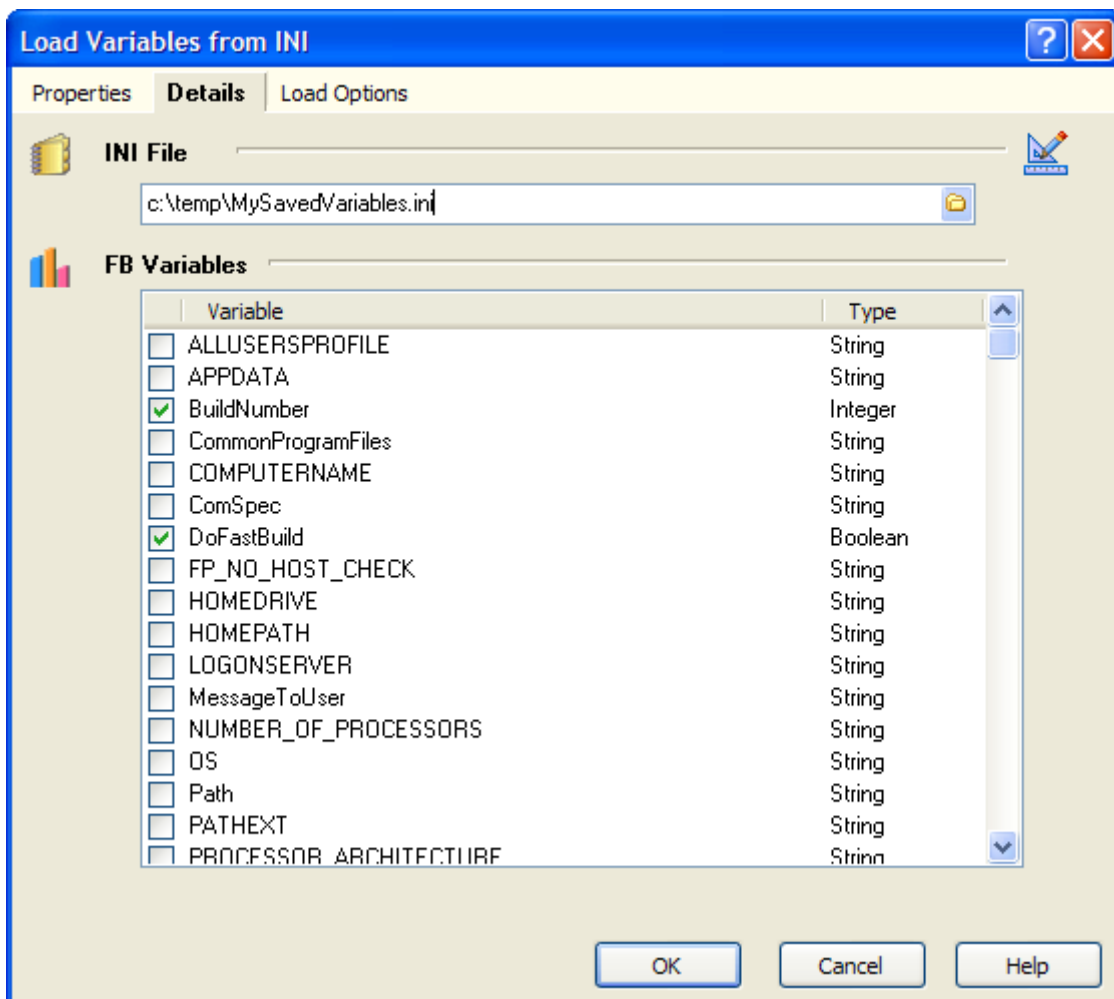 Load Variables from INI
Properties Details Load Options
INI File
c:\temp\MySavedVariables.ini
FB Variables
Variable Type
ALLUSERSPROFILE String
APPDATA String
BuildNumber Integer
CommonProgramFiles String
COMPUTERNAME String
ComSpec String
DoFastBuild Boolean
FP_NO_HOST_CHECK String
HOMEDRIVE String
HOMEPATH String
LOGONSERVER String
MessageToUser String
NUMBER_OF_PROCESSORS String
OS String
Path String
PATHEXT String
PROCESSOR_ARCHITECTURE String
OK Cancel Help